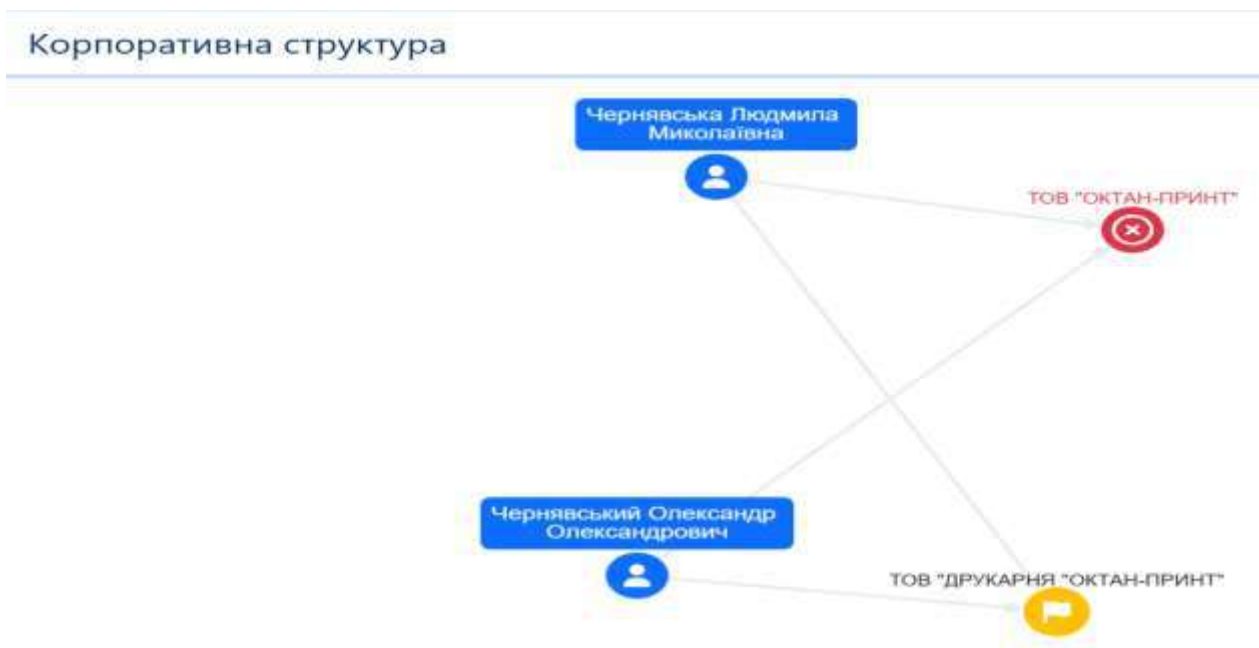 Корпоративна структура
Чернявська Людмила
Миколаївна
ТОВ "ОКТАН-ПРИНТ"
Чернявський Олександр
Олександрович
ТОВ "ДРУКАРНЯ "ОКТАН-ПРИНТ"